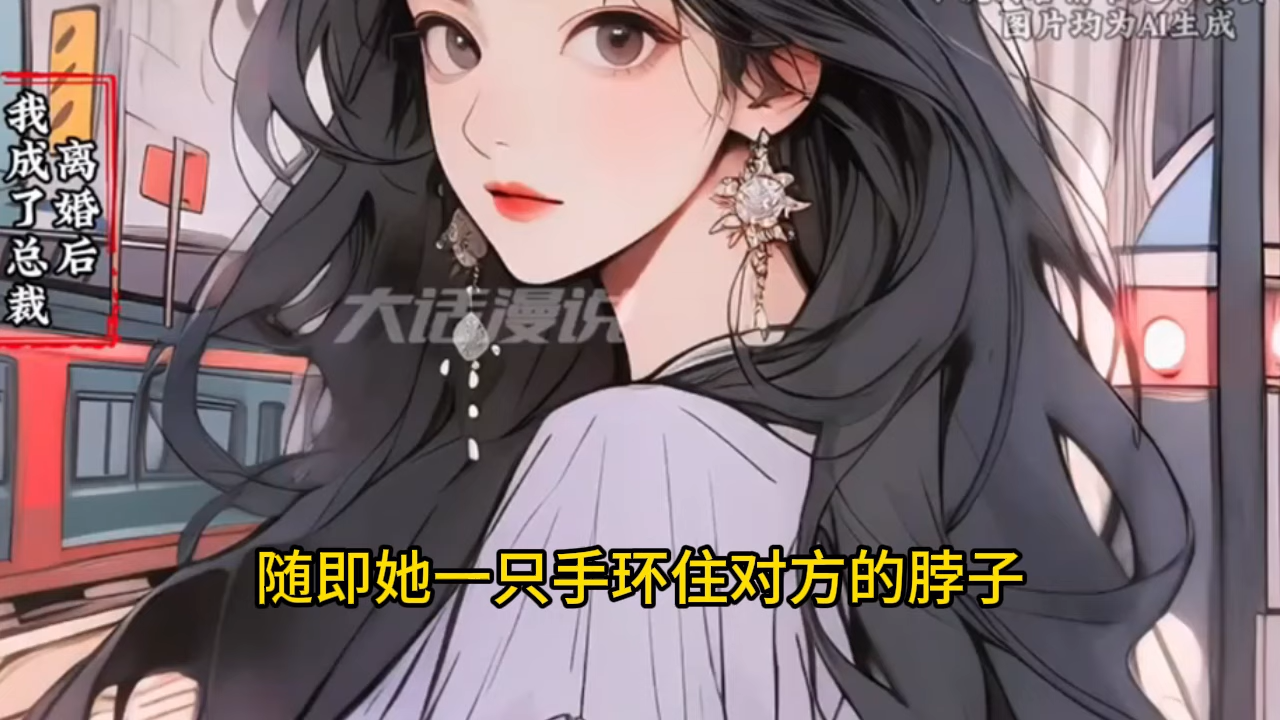 图片均为AI生成
离婚后
我成了总裁
大话漫说
随即她一只手环住对方的脖子